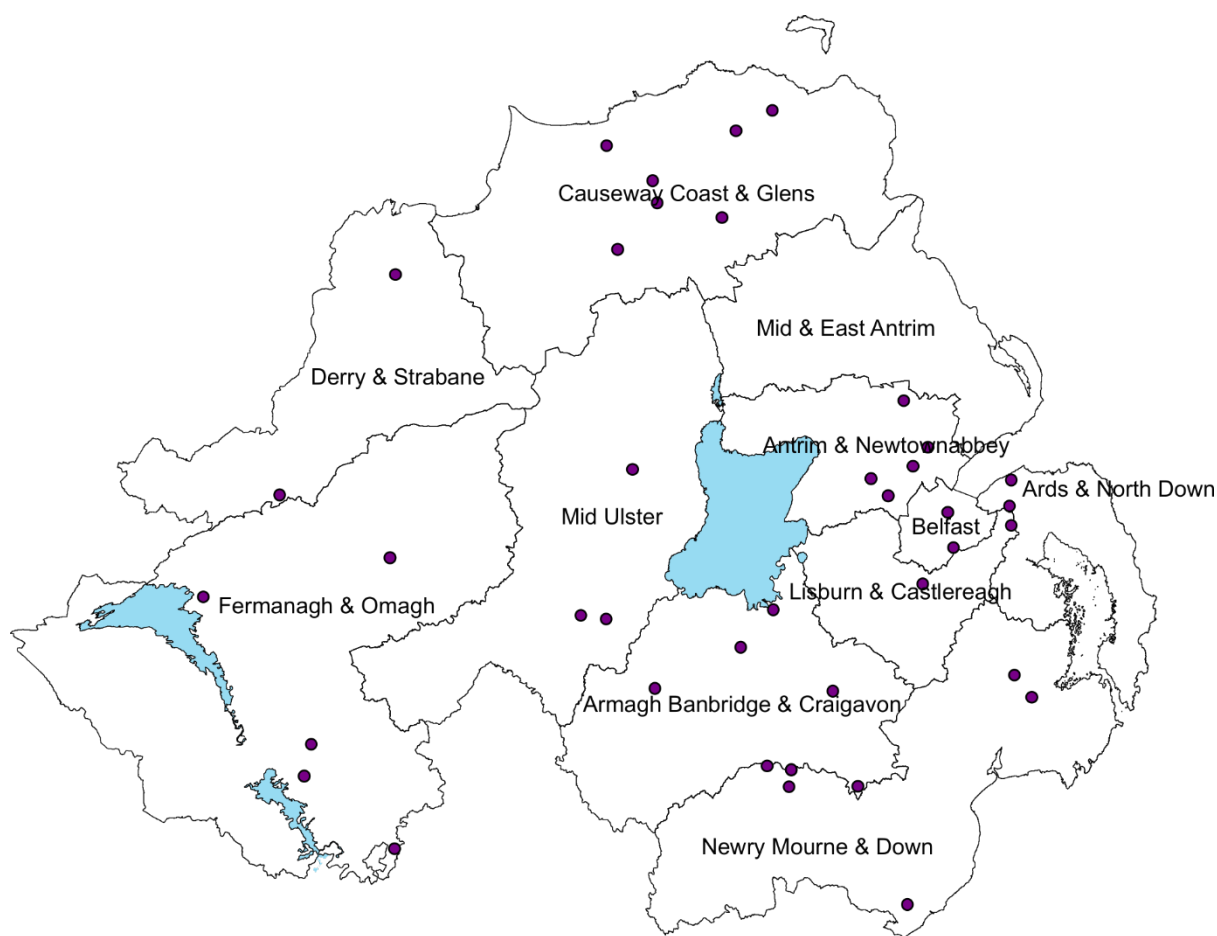 Causeway Coast & Glens
Mid & East Antrim
Derry & Strabane
Antrim & Newtownabbey
Ards & North Down
Mid Ulster
Belfast
Lisburn & Castlereagh
Fermanagh & Omagh
Armagh Banbridge & Craigavon
Newry Mourne & Down